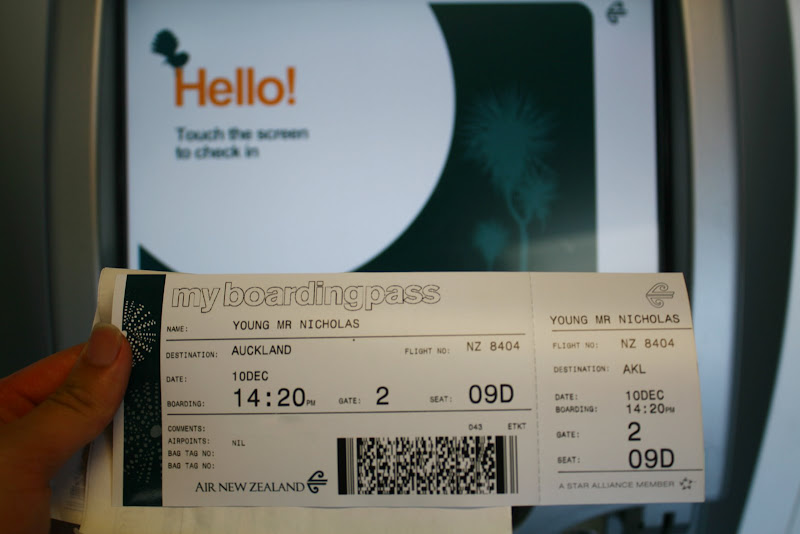 Hello!
Touch the screen
to check in
myboardingpass
NAME: YOUNG MR NICHOLAS
DESTINATION: AUCKLAND FLIGHT NO: NZ 8404
DATE: 10DEC
BOARDING: 14:20PM GATE: 2 SEAT: 09D
COMMENTS: 043 ETKT
AIRPOINTS: NIL
BAG TAG NO:
BAG TAG NO:
AIR NEW ZEALAND
YOUNG MR NICHOLAS
FLIGHT NO: NZ 8404
DESTINATION: AKL
DATE: 10DEC
BOARDING: 14:20PM
GATE: 2
SEAT: 09D
A STAR ALLIANCE MEMBER